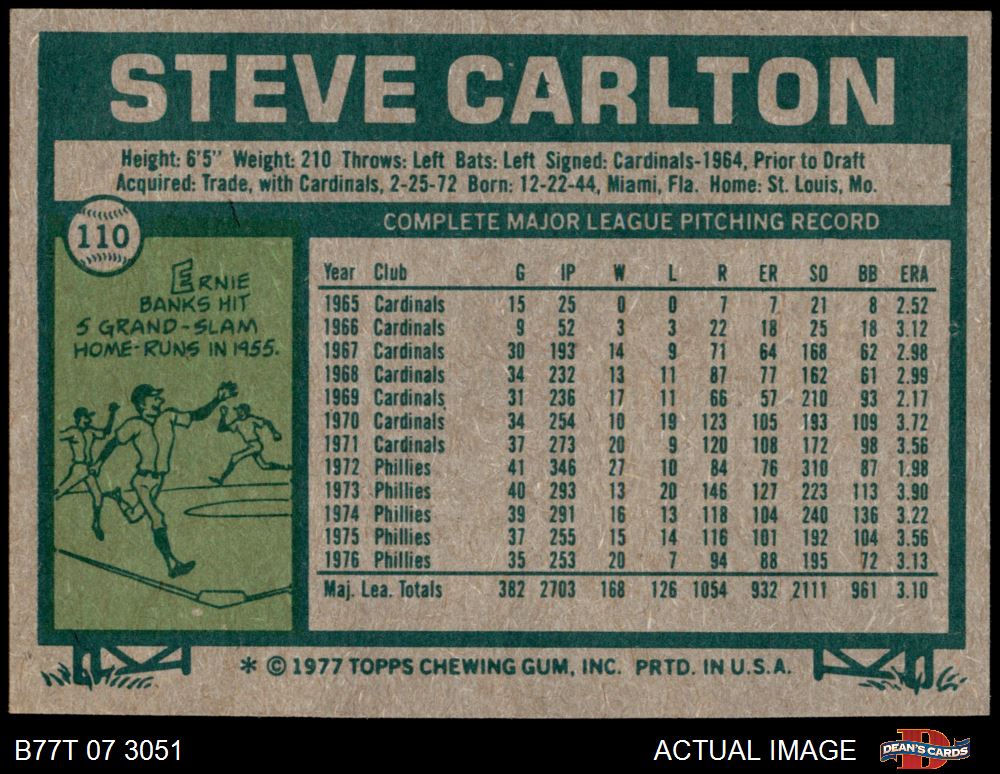 STEVE CARLTON
Height: 6'5" Weight: 210 Throws: Left Bats: Left Signed: Cardinals-1964, Prior to Draft
Acquired: Trade, with Cardinals, 2-25-72 Born: 12-22-44, Miami, Fla. Home: St. Louis, Mo.
110
ERNIE
BANKS HIT
5 GRAND-SLAM
HOME-RUNS IN 1955.
COMPLETE MAJOR LEAGUE PITCHING RECORD
Year Club G IP W L R ER SO BB ERA
1965 Cardinals 15 25 0 0 7 7 21 8 2.52
1966 Cardinals 9 52 3 3 22 18 25 18 3.12
1967 Cardinals 30 193 14 9 71 64 168 62 2.98
1968 Cardinals 34 232 13 11 87 77 162 61 2.99
1969 Cardinals 31 236 17 11 66 57 210 93 2.17
1970 Cardinals 34 254 10 19 123 105 193 109 3.72
1971 Cardinals 37 273 20 9 120 108 172 98 3.56
1972 Phillies 41 346 27 10 84 76 310 87 1.98
1973 Phillies 40 293 13 20 146 127 223 113 3.90
1974 Phillies 39 291 16 13 118 104 240 136 3.22
1975 Phillies 37 255 15 14 116 101 192 104 3.56
1976 Phillies 35 253 20 7 94 88 195 72 3.13
Maj. Lea. Totals 382 2703 168 126 1054 932 2111 961 3.10
* © 1977 TOPPS CHEWING GUM, INC. PRTD. IN U.S.A.
B77T 07 3051
ACTUAL IMAGE
DEAN'S CARDS